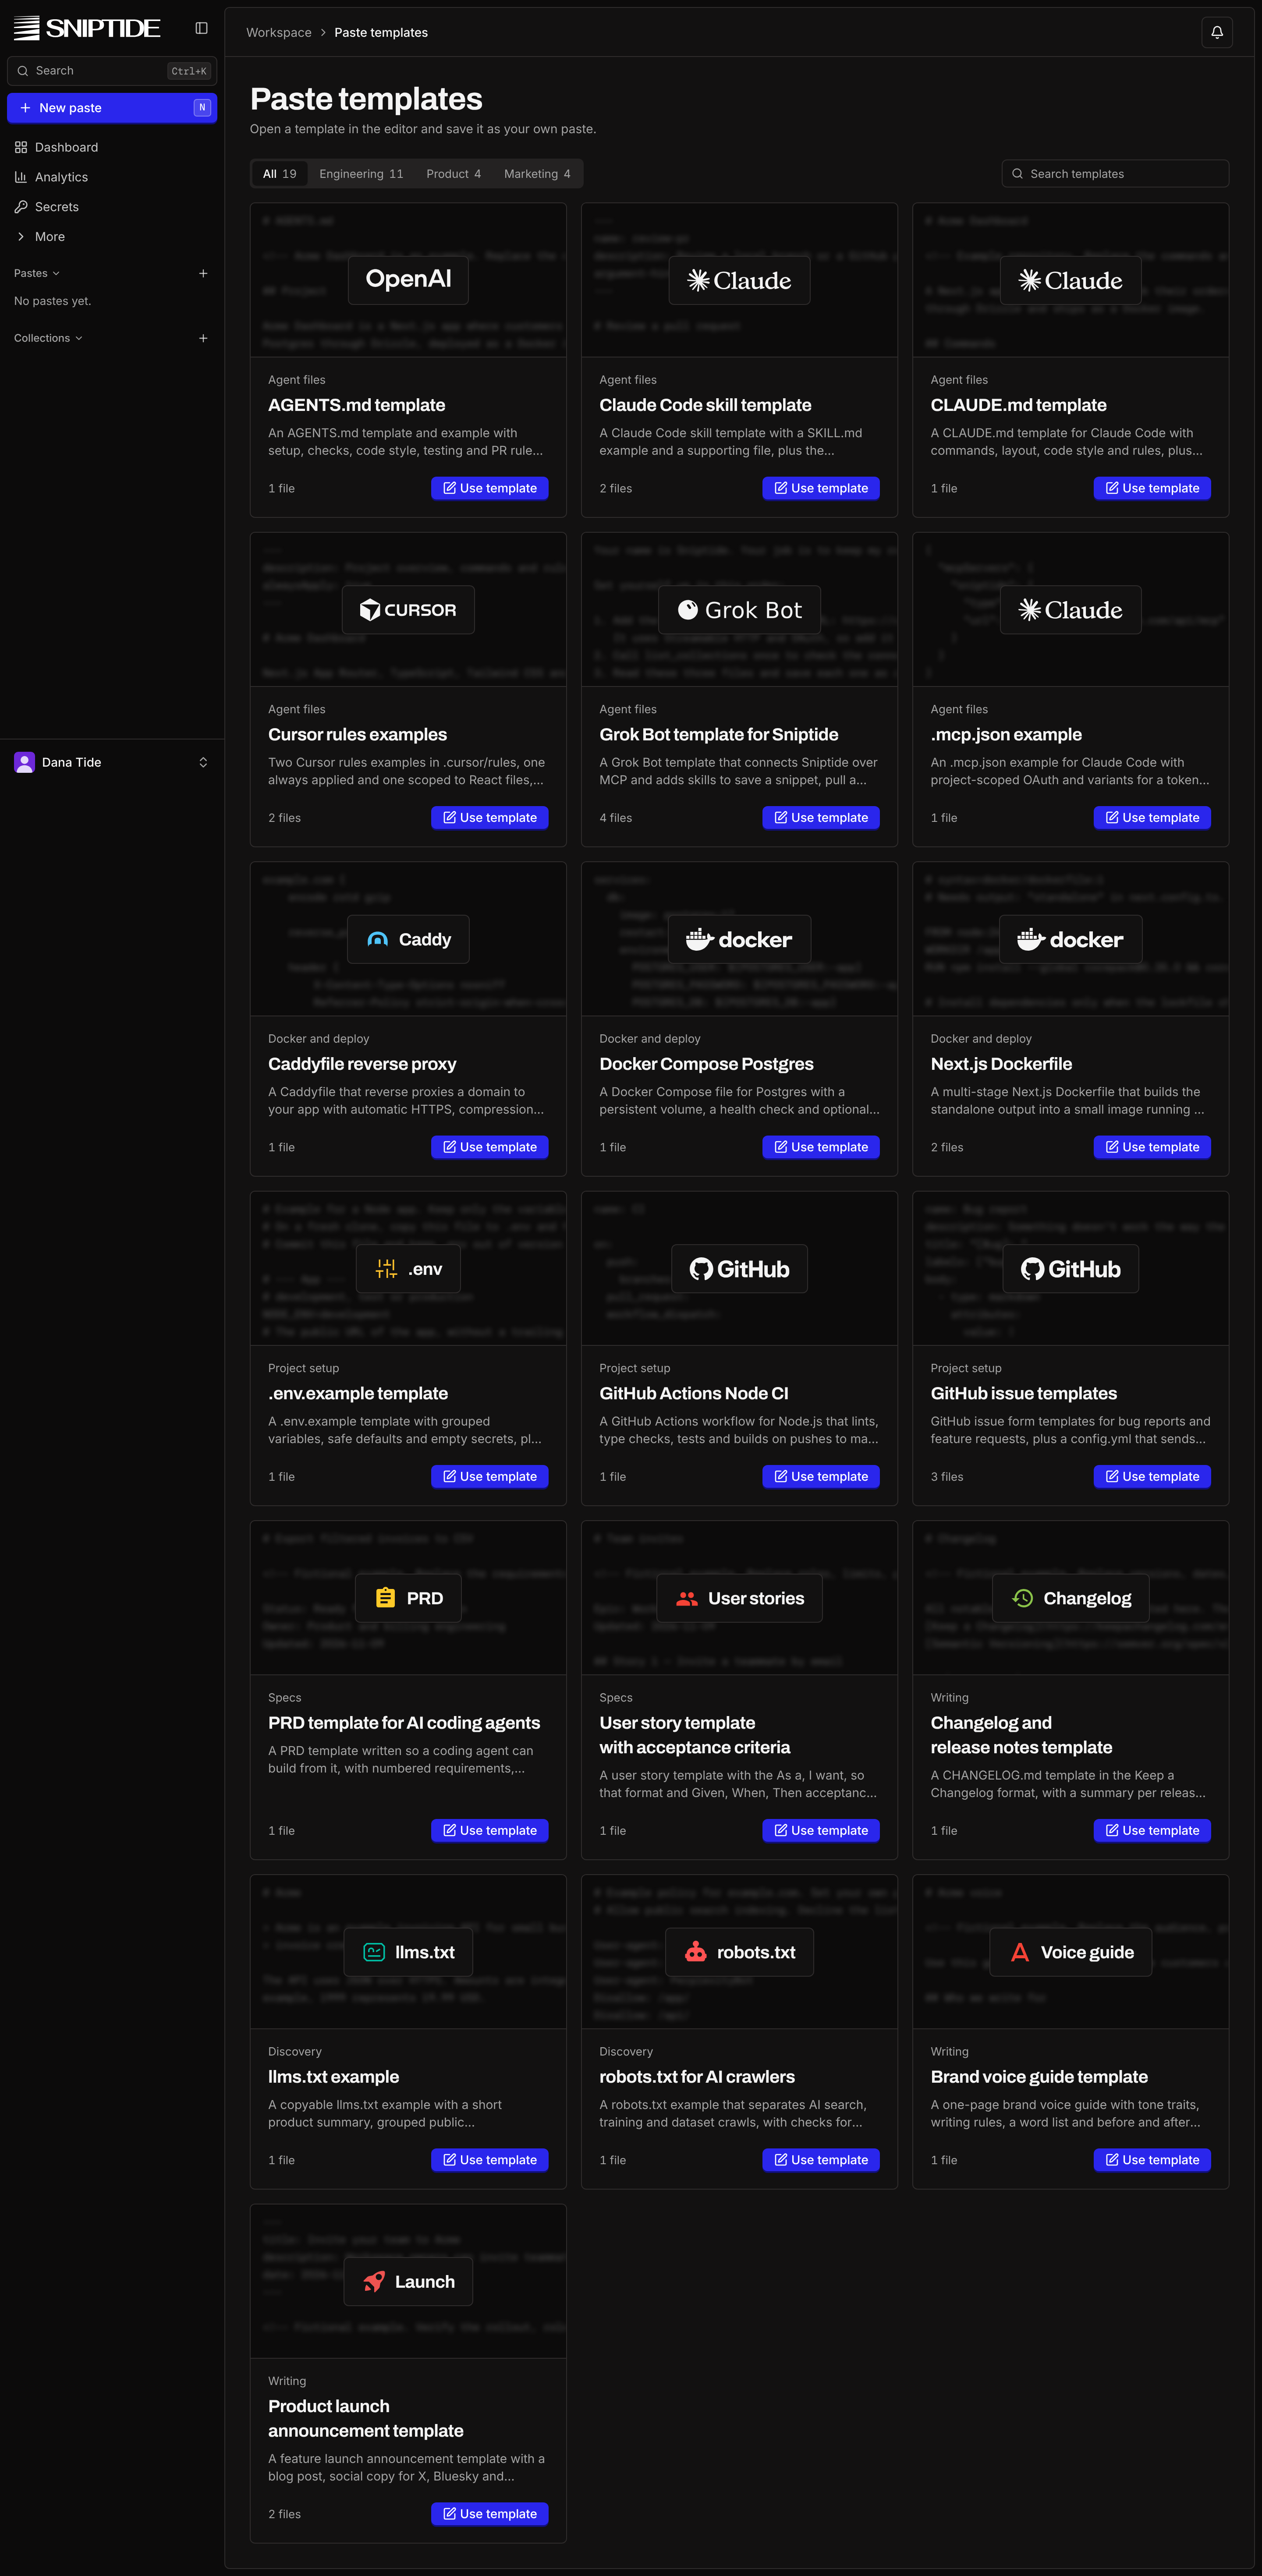 SNIPTIDE
Search Ctrl+K
New paste N
Dashboard
Analytics
Secrets
More
Pastes
No pastes yet.
Collections
Dana Tide
Workspace > Paste templates
Paste templates
Open a template in the editor and save it as your own paste.
All 19 Engineering 11 Product 4 Marketing 4
Search templates
OpenAI
Agent files
AGENTS.md template
An AGENTS.md template and example with
setup, checks, code style, testing and PR rule...
1 file Use template
Claude
Agent files
Claude Code skill template
A Claude Code skill template with a SKILL.md
example and a supporting file, plus the...
2 files Use template
Claude
Agent files
CLAUDE.md template
A CLAUDE.md template for Claude Code with
commands, layout, code style and rules, plus...
1 file Use template
CURSOR
Agent files
Cursor rules examples
Two Cursor rules examples in .cursor/rules, one
always applied and one scoped to React files,...
2 files Use template
Grok Bot
Agent files
Grok Bot template for Sniptide
A Grok Bot template that connects Sniptide over
MCP and adds skills to save a snippet, pull a...
4 files Use template
Claude
Agent files
.mcp.json example
An .mcp.json example for Claude Code with
project-scoped OAuth and variants for a token...
1 file Use template
Caddy
Docker and deploy
Caddyfile reverse proxy
A Caddyfile that reverse proxies a domain to
your app with automatic HTTPS, compression...
1 file Use template
docker
Docker and deploy
Docker Compose Postgres
A Docker Compose file for Postgres with a
persistent volume, a health check and optional...
1 file Use template
docker
Docker and deploy
Next.js Dockerfile
A multi-stage Next.js Dockerfile that builds the
standalone output into a small image running ...
2 files Use template
.env
Project setup
.env.example template
A .env.example template with grouped
variables, safe defaults and empty secrets, pl...
1 file Use template
GitHub
Project setup
GitHub Actions Node CI
A GitHub Actions workflow for Node.js that lints,
type checks, tests and builds on pushes to ma...
1 file Use template
GitHub
Project setup
GitHub issue templates
GitHub issue form templates for bug reports and
feature requests, plus a config.yml that sends...
3 files Use template
PRD
Specs
PRD template for AI coding agents
A PRD template written so a coding agent can
build from it, with numbered requirements,...
1 file Use template
User stories
Specs
User story template
with acceptance criteria
A user story template with the As a, I want, so
that format and Given, When, Then acceptanc...
1 file Use template
Changelog
Writing
Changelog and
release notes template
A CHANGELOG.md template in the Keep a
Changelog format, with a summary per releas...
1 file Use template
llms.txt
Discovery
llms.txt example
A copyable llms.txt example with a short
product summary, grouped public...
1 file Use template
robots.txt
Discovery
robots.txt for AI crawlers
A robots.txt example that separates AI search,
training and dataset crawls, with checks for...
1 file Use template
Voice guide
Writing
Brand voice guide template
A one-page brand voice guide with tone traits,
writing rules, a word list and before and after...
1 file Use template
Launch
Writing
Product launch
announcement template
A feature launch announcement template with a
blog post, social copy for X, Bluesky and...
2 files Use template